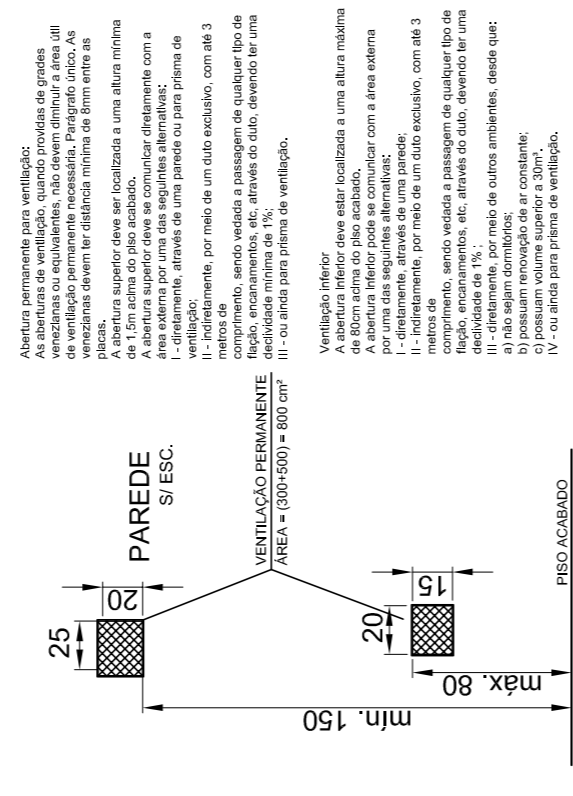 Abertura permanente para ventilação:
As aberturas de ventilação, quando providas de grades
venezianas ou equivalentes, não devem diminuir a área útil
de ventilação permanente necessária. Parágrafo único. As
venezianas devem ter distância mínima de 8mm entre as
placas.
A abertura superior deve ser localizada a uma altura mínima
de 1,5m acima do piso acabado.
A abertura superior deve se comunicar diretamente com a
área externa por uma das seguintes alternativas:
I - diretamente, através de uma parede ou para prisma de
ventilação;
II - indiretamente, por meio de um duto exclusivo, com até 3
metros de
comprimento, sendo vedada a passagem de qualquer tipo de
fiação, encanamentos, etc, através do duto, devendo ter uma
declividade mínima de 1%;
III - ou ainda para prisma de ventilação.
Ventilação inferior
A abertura inferior deve estar localizada a uma altura máxima
de 80cm acima do piso acabado.
A abertura inferior pode se comunicar com a área externa
por uma das seguintes alternativas:
I - diretamente, através de uma parede;
II - indiretamente, por meio de um duto exclusivo, com até 3
metros de
comprimento, sendo vedada a passagem de qualquer tipo de
fiação, encanamentos, etc, através do duto, devendo ter uma
declividade de 1% ;
III - diretamente, por meio de outros ambientes, desde que:
a) não sejam dormitórios;
b) possuam renovação de ar constante;
c) possuam volume superior a 30m³.
IV - ou ainda para prisma de ventilação.
PAREDE
S/ ESC.
VENTILAÇÃO PERMANENTE
ÁREA = (300+500) = 800 cm²
25
20
20
15
mín. 150
máx. 80
PISO ACABADO